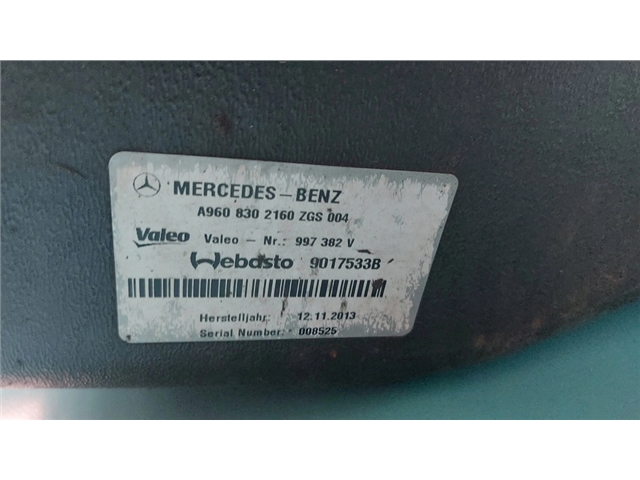 MERCEDES-BENZ
A960 830 2160 ZGS 004
Valeo Valeo - Nr.: 997 382 V
Webasto 9017533B
Herstelljahr: 12.11.2013
Serial Number: 008525